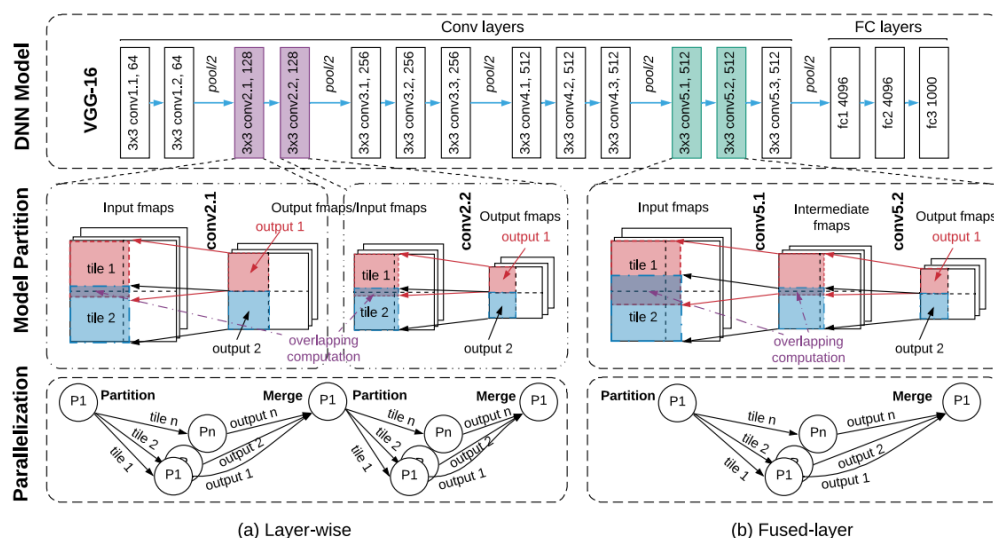 DNN Model
VGG-16
Conv layers
FC layers
3x3 conv1.1, 64
3x3 conv1.2, 64
pool/2
3x3 conv2.1, 128
3x3 conv2.2, 128
pool/2
3x3 conv3.1, 256
3x3 conv3.2, 256
3x3 conv3.3, 256
pool/2
3x3 conv4.1, 512
3x3 conv4.2, 512
3x3 conv4.3, 512
pool/2
3x3 conv5.1, 512
3x3 conv5.2, 512
3x3 conv5.3, 512
pool/2
fc1 4096
fc2 4096
fc3 1000
Model Partition
Input fmaps
conv2.1
Output fmaps/Input fmaps
output 1
tile 1
tile 2
output 2
overlapping
computation
conv2.2
Output fmaps
output 1
tile 1
tile 2
output 2
Input fmaps
conv5.1
Intermediate
fmaps
conv5.2
Output fmaps
output 1
tile 1
tile 2
output 2
overlapping
computation
Parallelization
P1
Partition
tile n
tile 2
tile 1
Pn
P1
output n
output 2
output 1
Merge
P1
Partition
tile n
tile 2
tile 1
Pn
P1
output n
output 2
output 1
Merge
P1
P1
Partition
tile n
tile 2
tile 1
Pn
P1
output n
output 2
output 1
Merge
P1
(a) Layer-wise
(b) Fused-layer